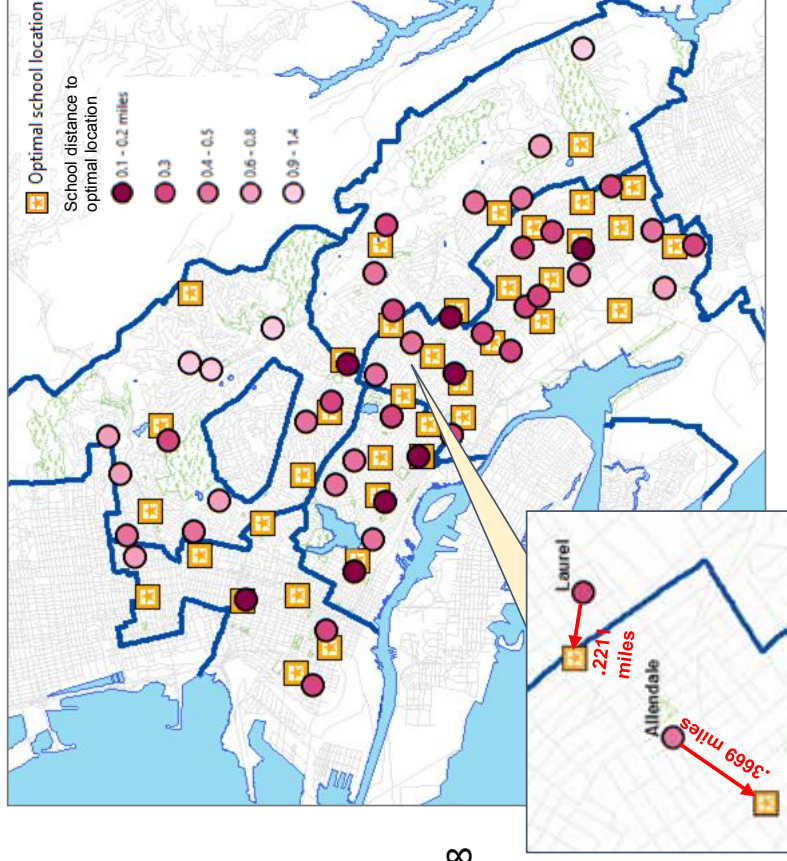 Optimal school location
School distance to
optimal location
0.1 - 0.2 miles
0.3
0.4 - 0.5
0.6 - 0.8
0.9 - 1.4
Laurel
.2211
miles
Allendale
.3669 miles
8